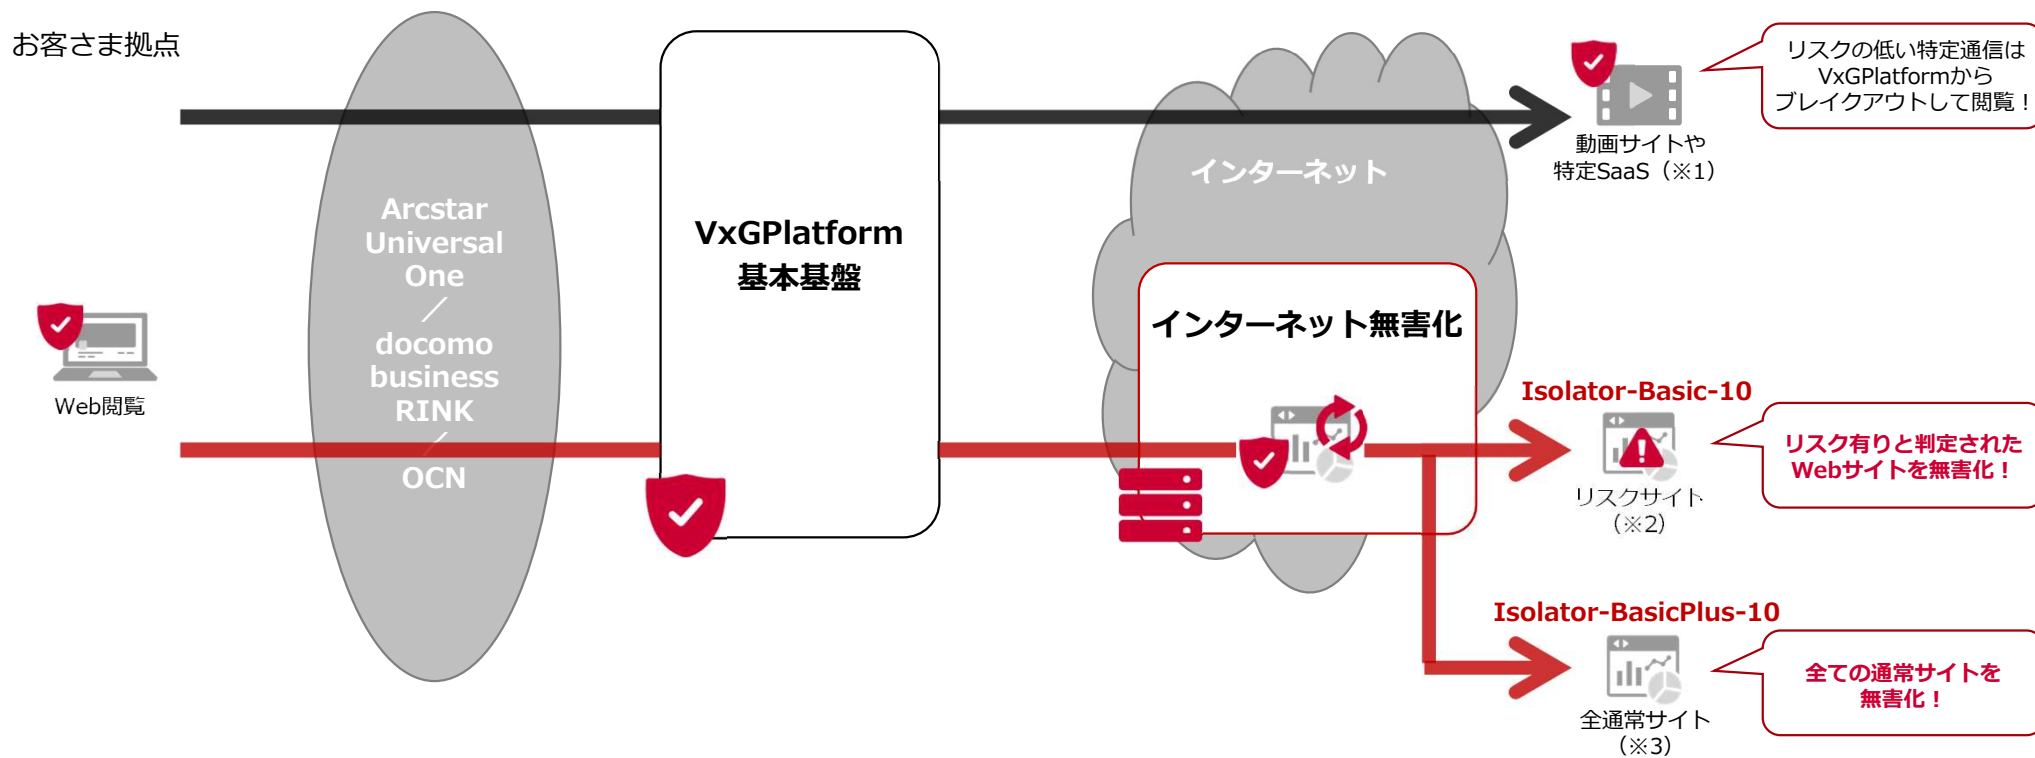 お客さま拠点
Web閲覧
Arcstar
Universal
One
／
docomo
business
RINK
／
OCN
VxGPlatform
基本基盤
インターネット
インターネット無害化
動画サイトや
特定SaaS（※1）
リスクの低い特定通信は
VxGPlatformから
ブレイクアウトして閲覧！
Isolator-Basic-10
リスクサイト
（※2）
リスク有りと判定された
Webサイトを無害化！
Isolator-BasicPlus-10
全通常サイト
（※3）
全ての通常サイトを
無害化！